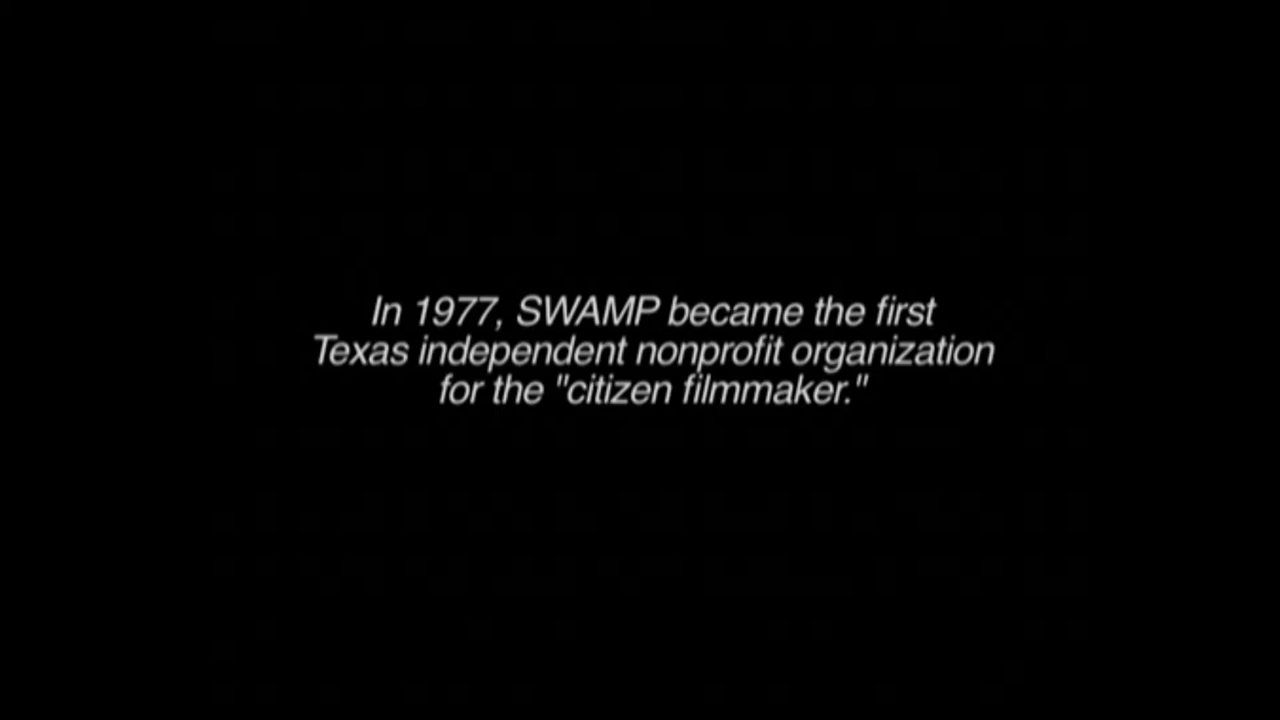 In 1977, SWAMP became the first
Texas independent nonprofit organization
for the "citizen filmmaker."